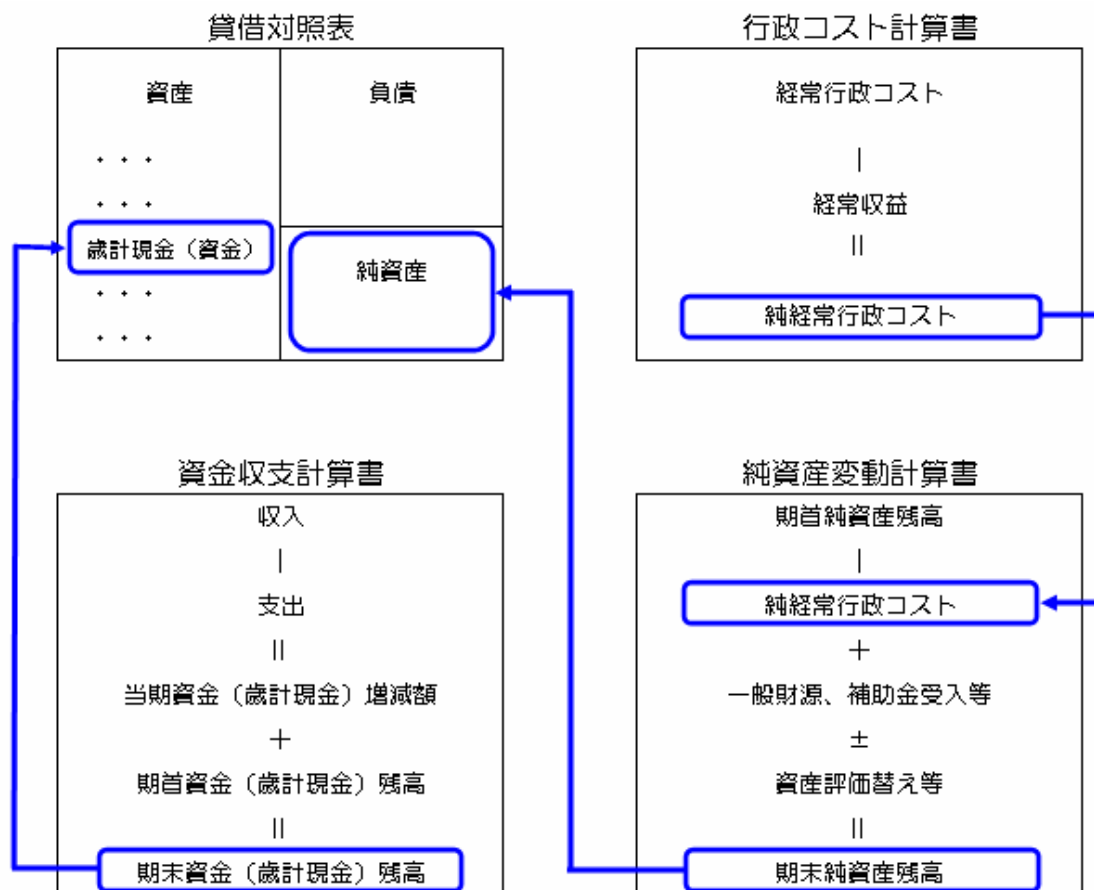 貸借対照表
資産
負債
・・・
・・・
歳計現金(資金)
純資産
・・・
・・・
行政コスト計算書
経常行政コスト
|
経常収益
||
純経常行政コスト
資金収支計算書
収入
|
支出
||
当期資金(歳計現金)増減額
+
期首資金(歳計現金)残高
||
期末資金(歳計現金)残高
純資産変動計算書
期首純資産残高
|
純経常行政コスト
+
一般財源、補助金受入等
±
資産評価替え等
||
期末純資産残高